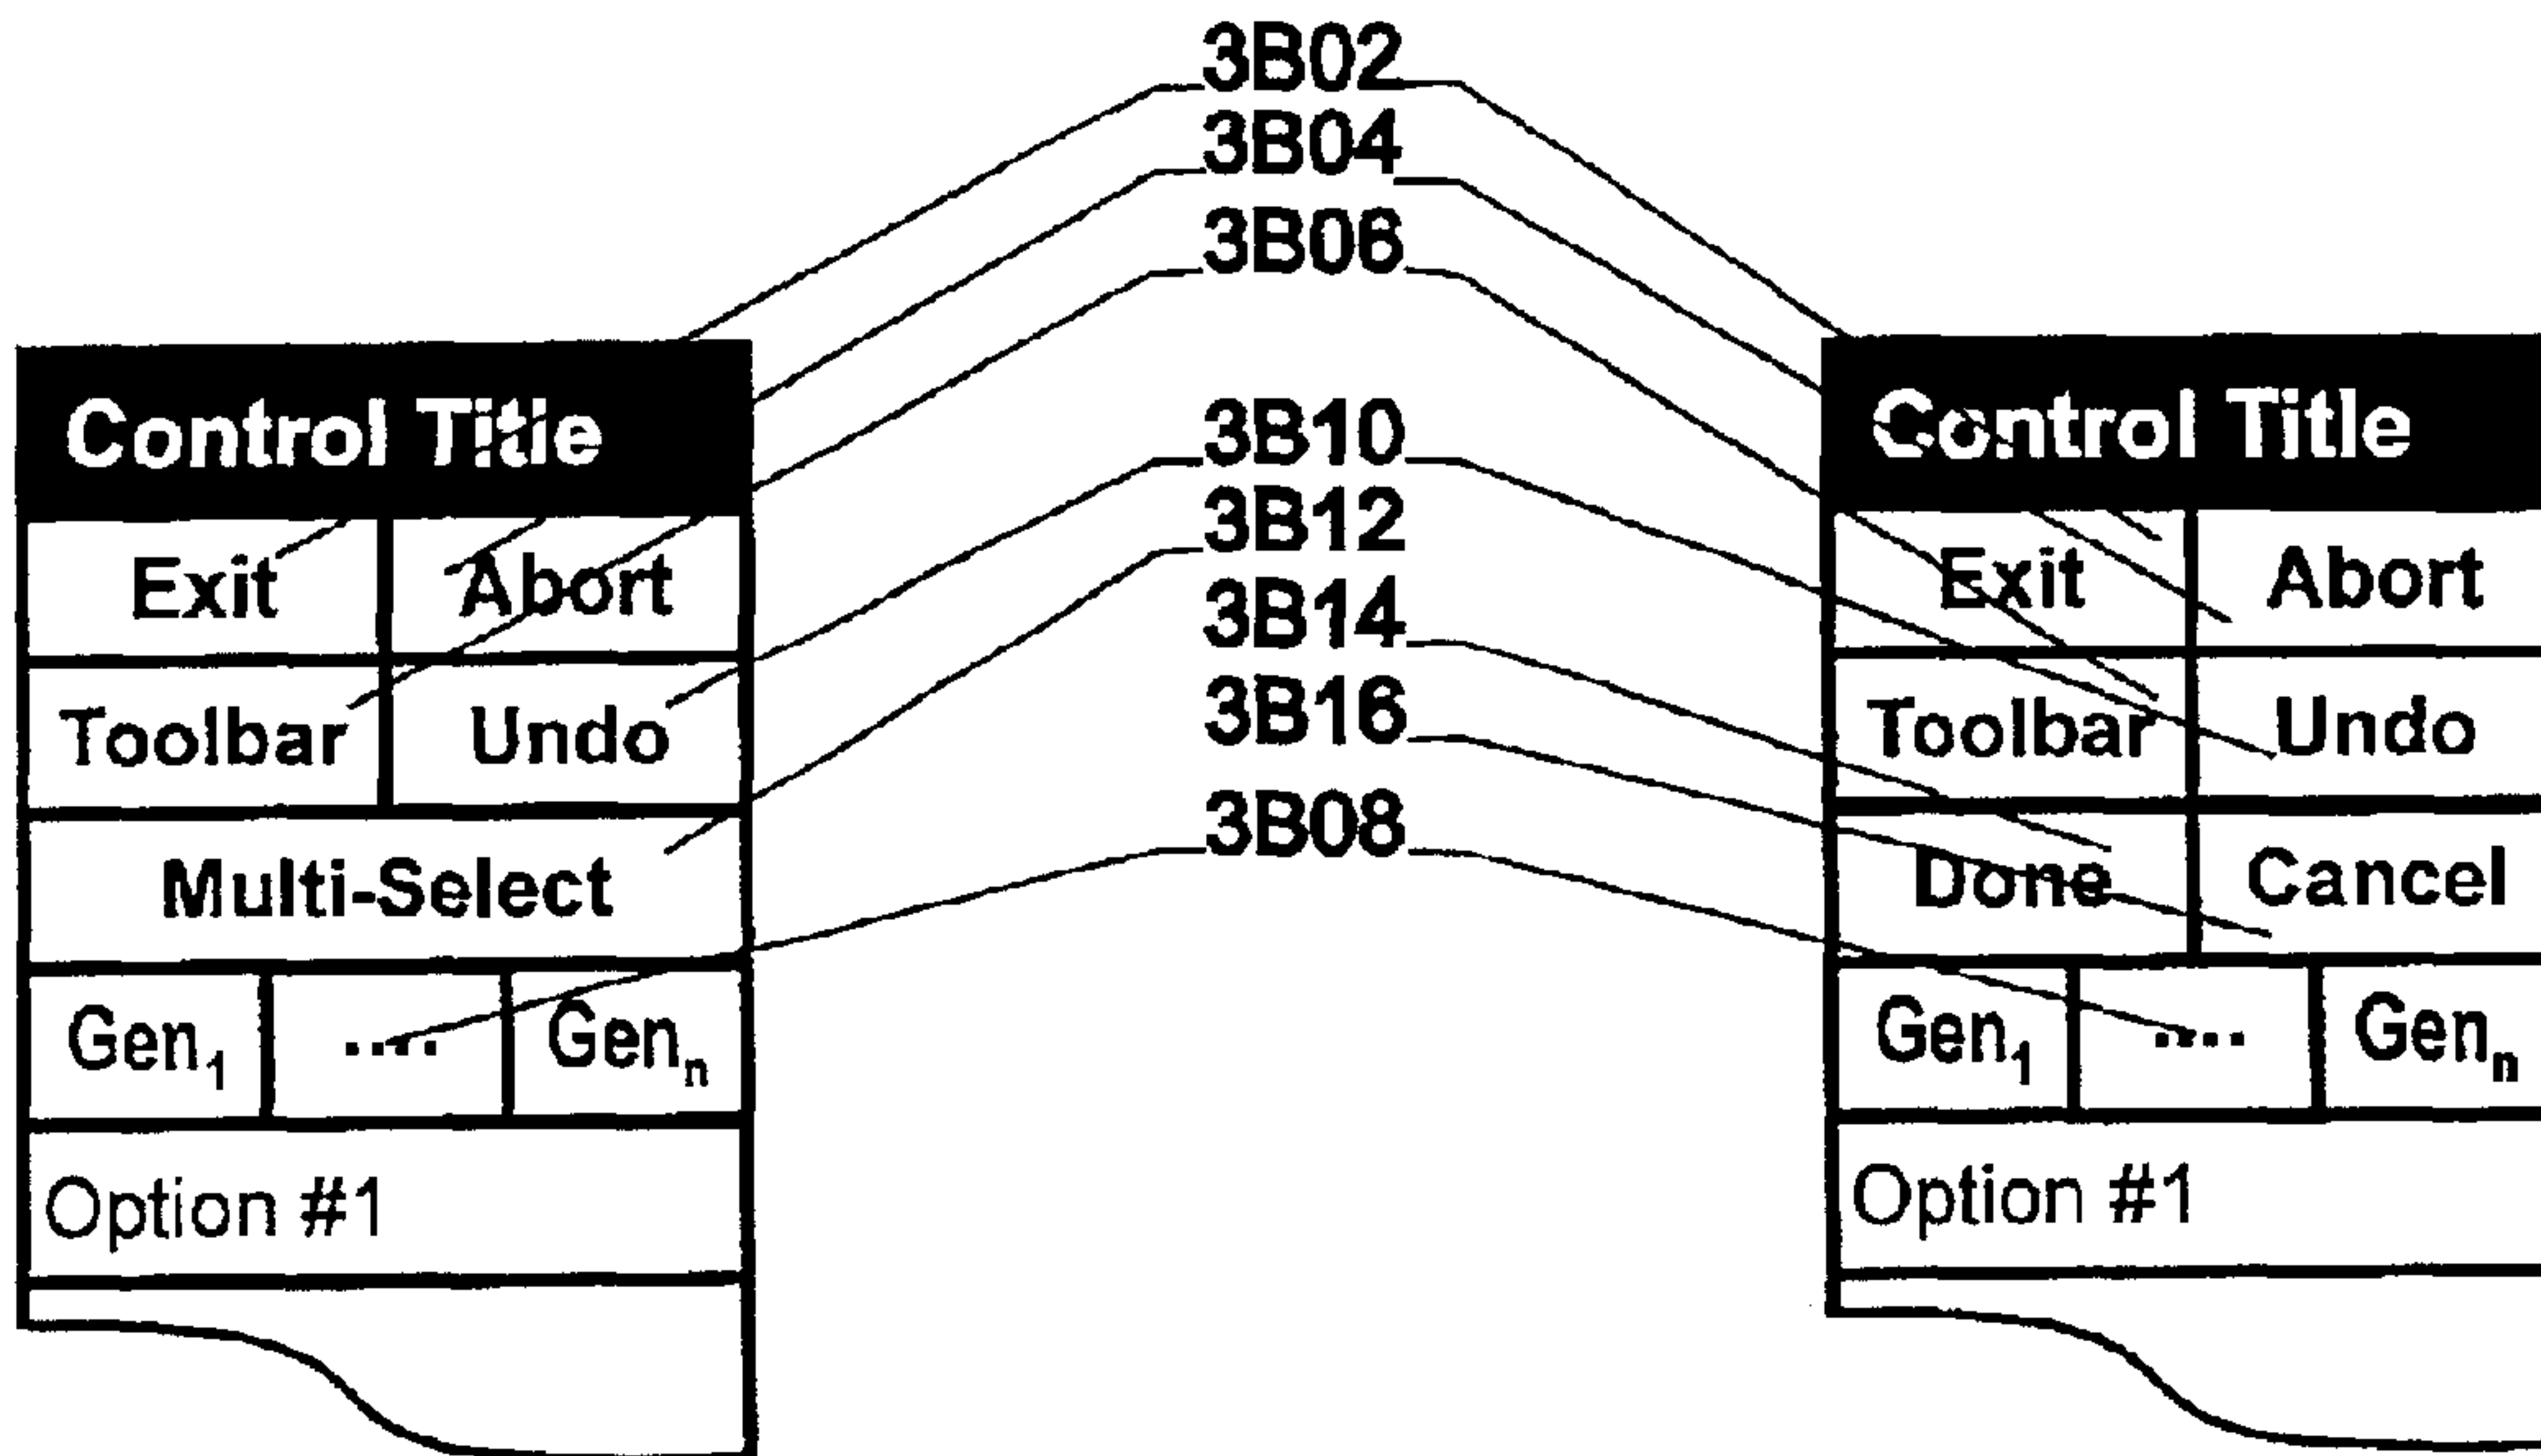 3B02
3B04
3B06
3B10
3B12
3B14
3B16
3B08
Control Title
Exit Abort
Toolbar Undo
Multi-Select
Gen₁ .... Genₙ
Option #1
Control Title
Exit Abort
Toolbar Undo
Done Cancel
Gen₁ .... Genₙ
Option #1